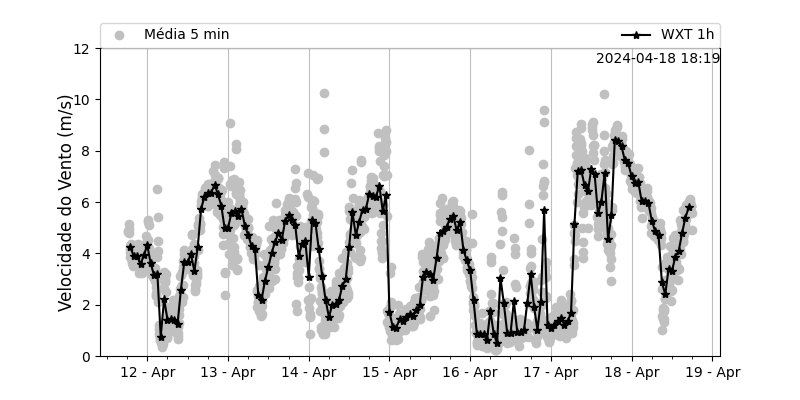 Média 5 min
WXT 1h
2024-04-18 18:19
Velocidade do Vento (m/s)
12
10
8
6
4
2
0
12 - Apr
13 - Apr
14 - Apr
15 - Apr
16 - Apr
17 - Apr
18 - Apr
19 - Apr